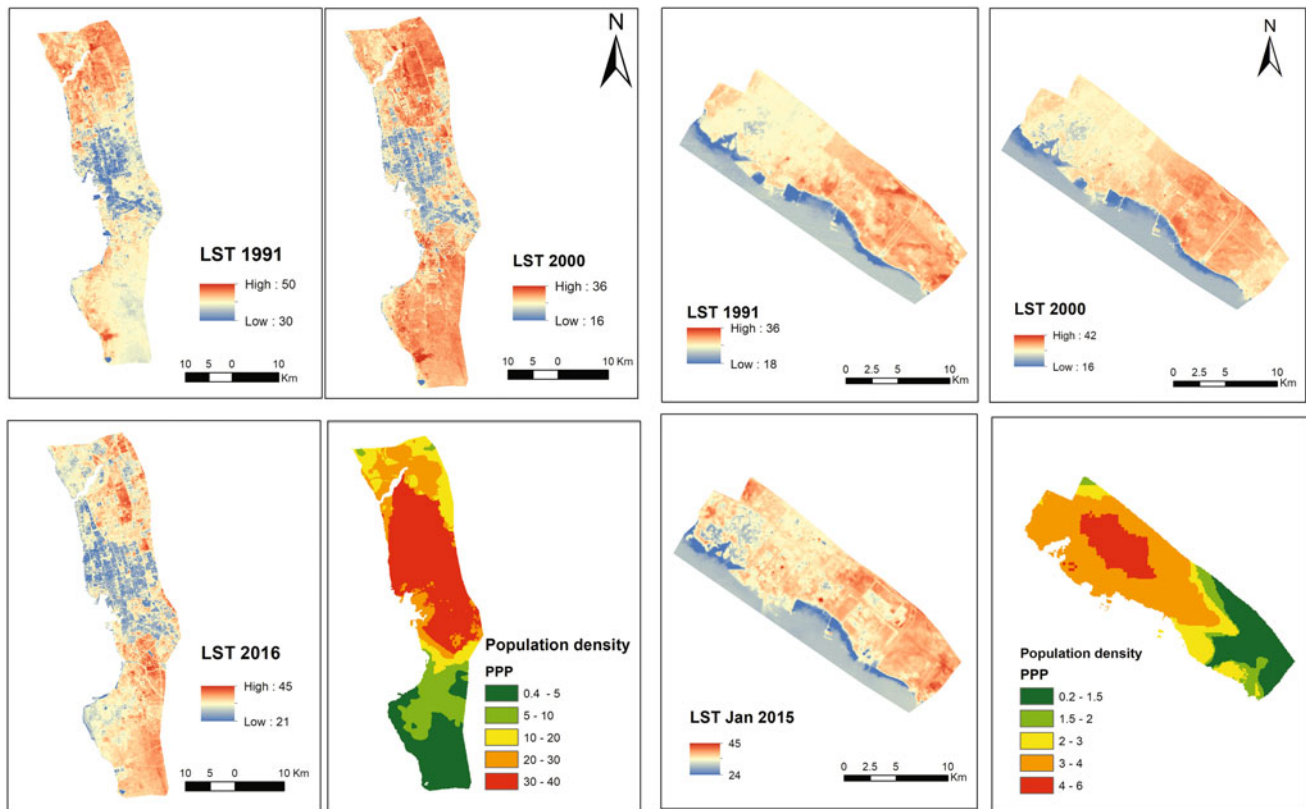 N
LST 1991
High : 50
Low : 30
10 5 0 10
Km
LST 2000
High : 36
Low : 16
10 5 0 10
Km
LST 1991
High : 36
Low : 18
0 2.5 5 10
Km
N
LST 2000
High : 42
Low : 16
0 2.5 5 10
Km
LST 2016
High : 45
Low : 21
10 5 0 10 Km
Population density
PPP
0.4 - 5
5 - 10
10 - 20
20 - 30
30 - 40
LST Jan 2015
45
24
0 2.5 5 10
Km
Population density
PPP
0.2 - 1.5
1.5 - 2
2 - 3
3 - 4
4 - 6